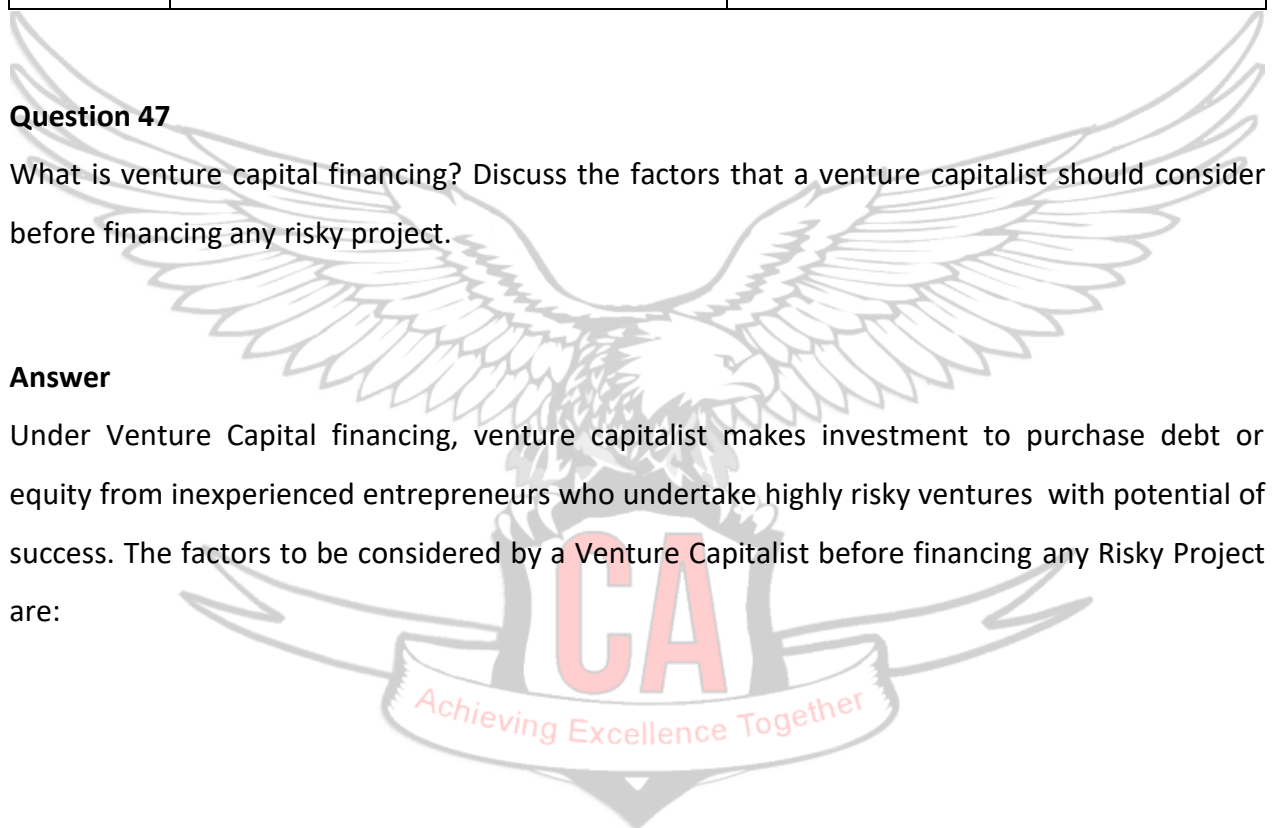 Question 47
What is venture capital financing? Discuss the factors that a venture capitalist should consider
before financing any risky project.
Answer
Under Venture Capital financing, venture capitalist makes investment to purchase debt or
equity from inexperienced entrepreneurs who undertake highly risky ventures with potential of
success. The factors to be considered by a Venture Capitalist before financing any Risky Project
are:
CA
Achieving Excellence Together